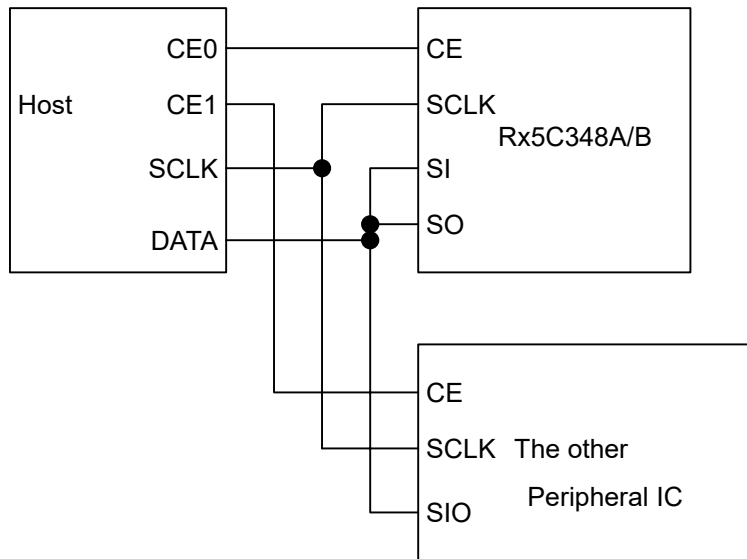 CE0
CE
Host
CE1
SCLK
Rx5C348A/B
SCLK
SI
DATA
SO
CE
SCLK The other
Peripheral IC
SIO